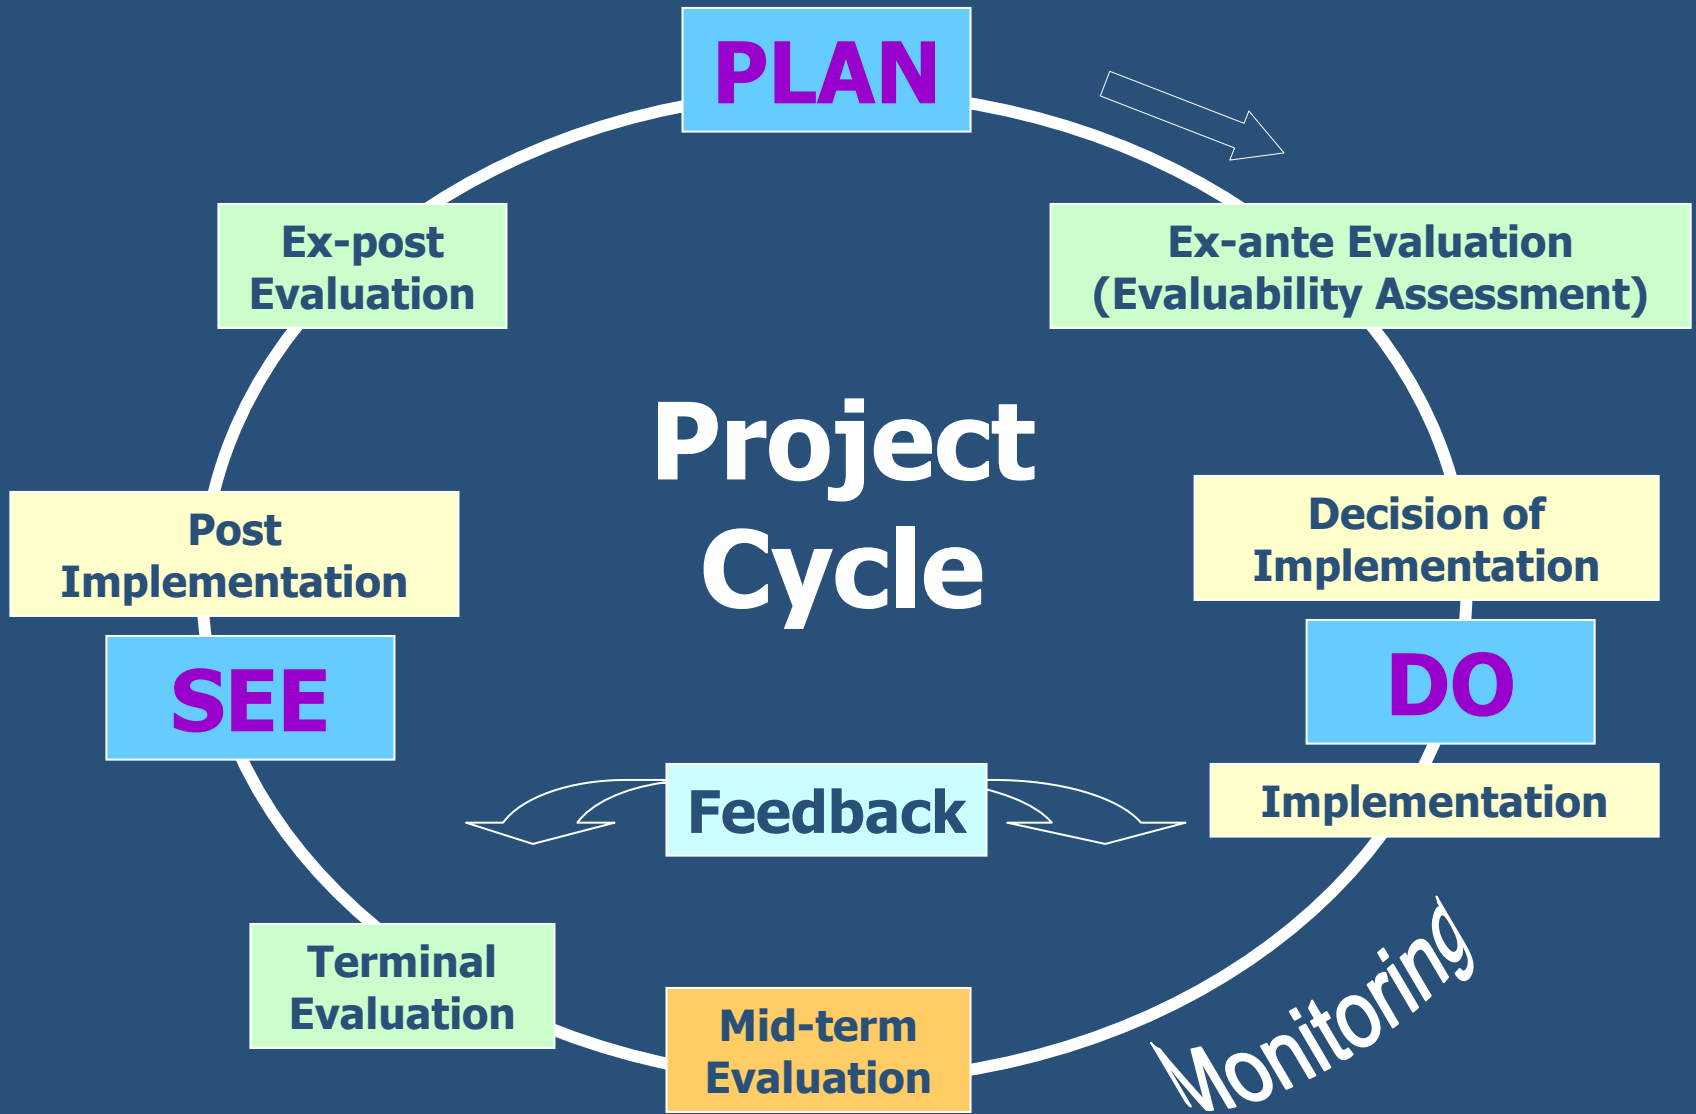 PLAN
Ex-post
Evaluation
Ex-ante Evaluation
(Evaluability Assessment)
Project
Cycle
Post
Implementation
Decision of
Implementation
SEE
DO
Feedback
Implementation
Monitoring
Terminal
Evaluation
Mid-term
Evaluation